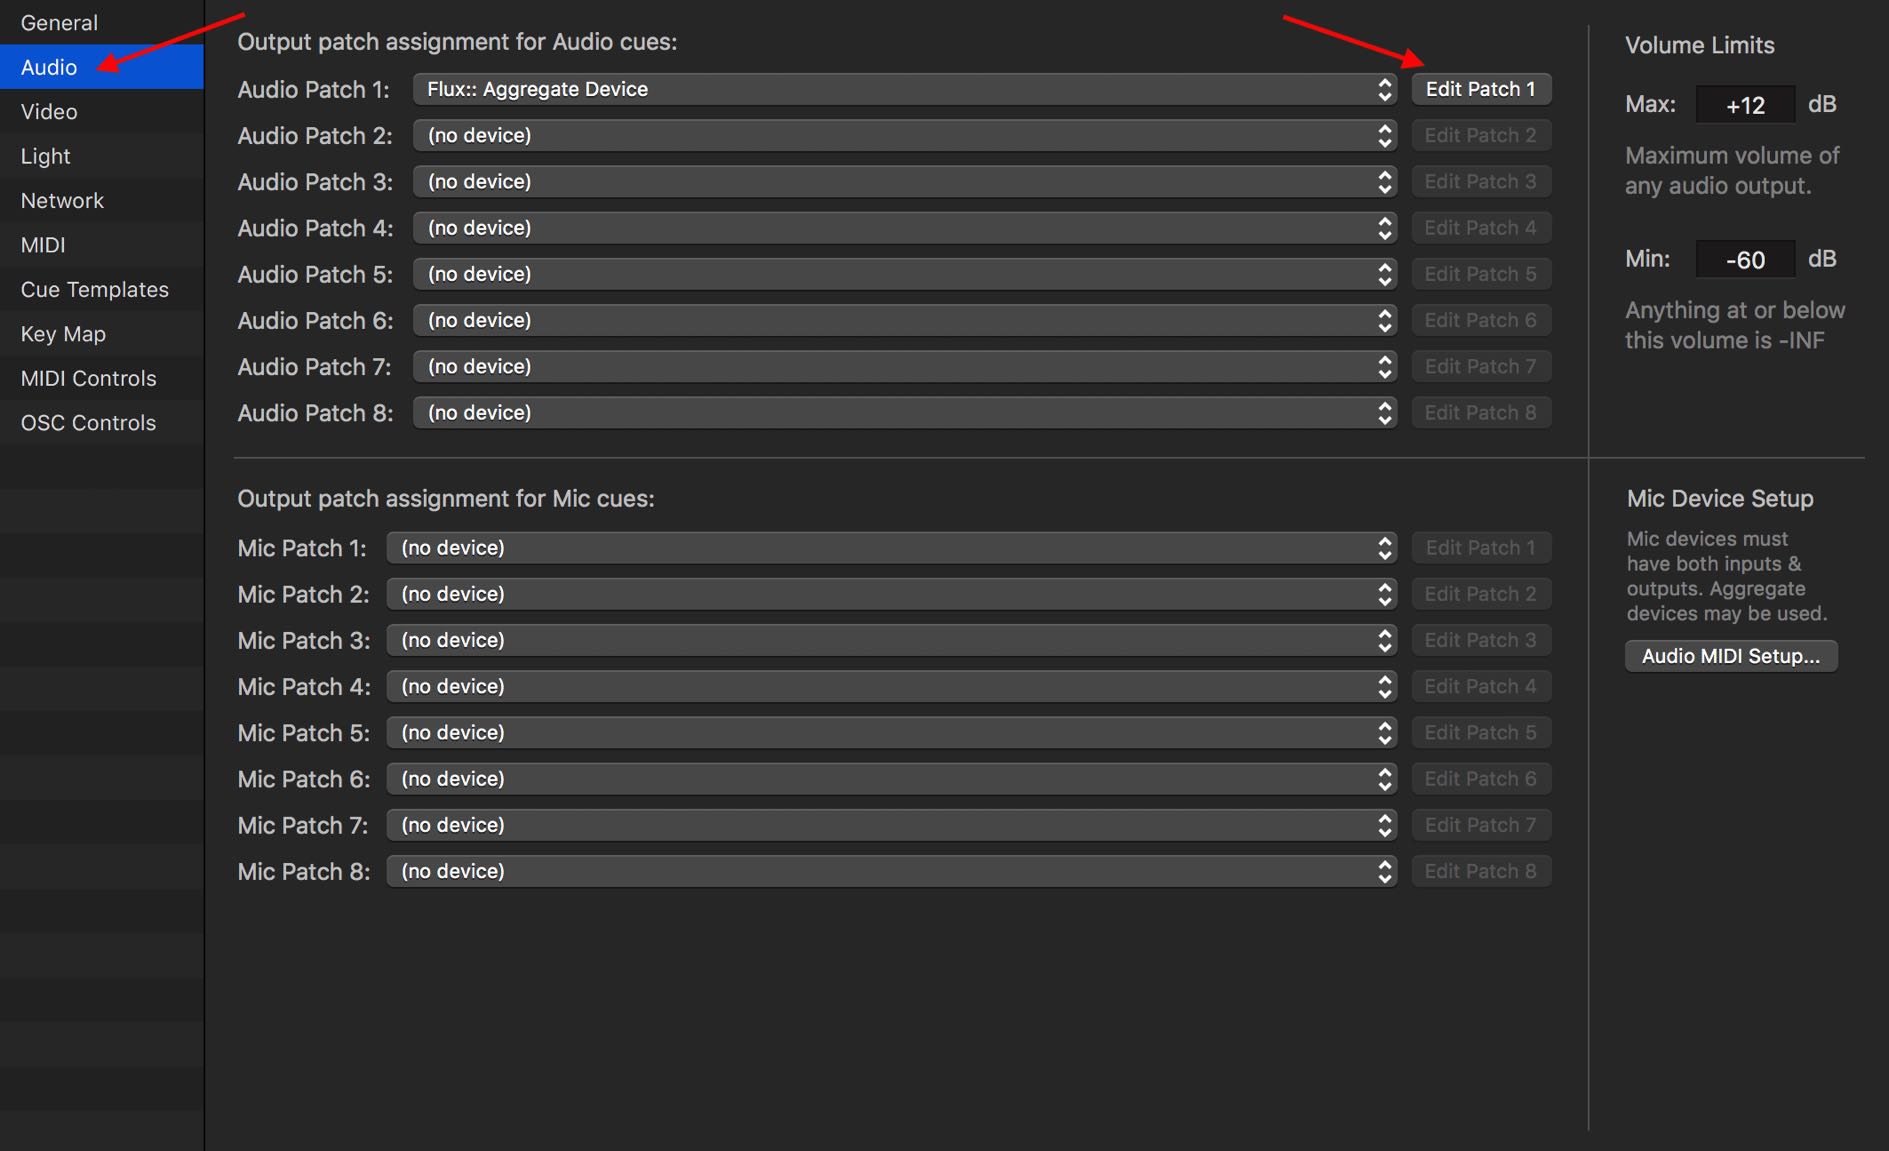 General
Audio
Video
Light
Network
MIDI
Cue Templates
Key Map
MIDI Controls
OSC Controls
Output patch assignment for Audio cues:
Audio Patch 1: Flux:: Aggregate Device Edit Patch 1
Audio Patch 2: (no device) Edit Patch 2
Audio Patch 3: (no device) Edit Patch 3
Audio Patch 4: (no device) Edit Patch 4
Audio Patch 5: (no device) Edit Patch 5
Audio Patch 6: (no device) Edit Patch 6
Audio Patch 7: (no device) Edit Patch 7
Audio Patch 8: (no device) Edit Patch 8
Volume Limits
Max: +12 dB
Maximum volume of
any audio output.
Min: -60 dB
Anything at or below
this volume is -INF
Output patch assignment for Mic cues:
Mic Patch 1: (no device) Edit Patch 1
Mic Patch 2: (no device) Edit Patch 2
Mic Patch 3: (no device) Edit Patch 3
Mic Patch 4: (no device) Edit Patch 4
Mic Patch 5: (no device) Edit Patch 5
Mic Patch 6: (no device) Edit Patch 6
Mic Patch 7: (no device) Edit Patch 7
Mic Patch 8: (no device) Edit Patch 8
Mic Device Setup
Mic devices must
have both inputs &
outputs. Aggregate
devices may be used.
Audio MIDI Setup...